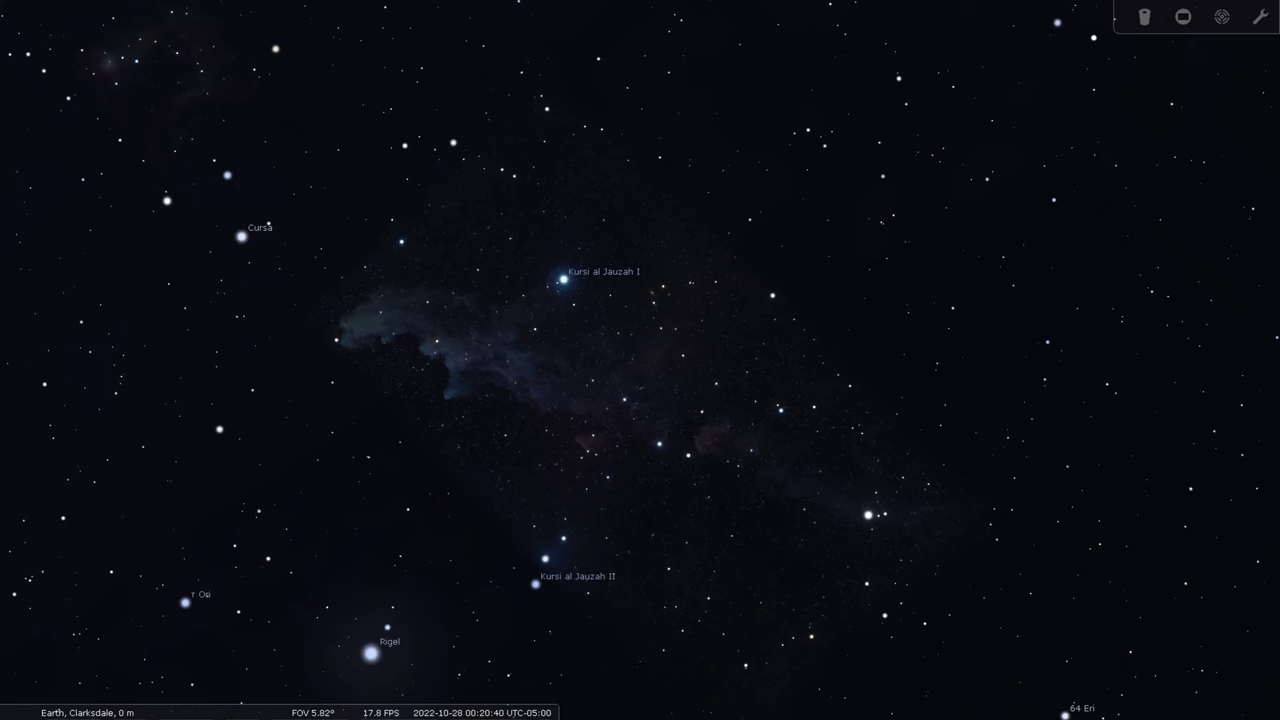 Cursa
Kursi al Jauzah I
Kursi al Jauzah II
τ Ori
Rigel
64 Eri
Earth, Clarksdale, 0 m FOV 5.82° 17.8 FPS 2022-10-28 00:20:40 UTC-05:00